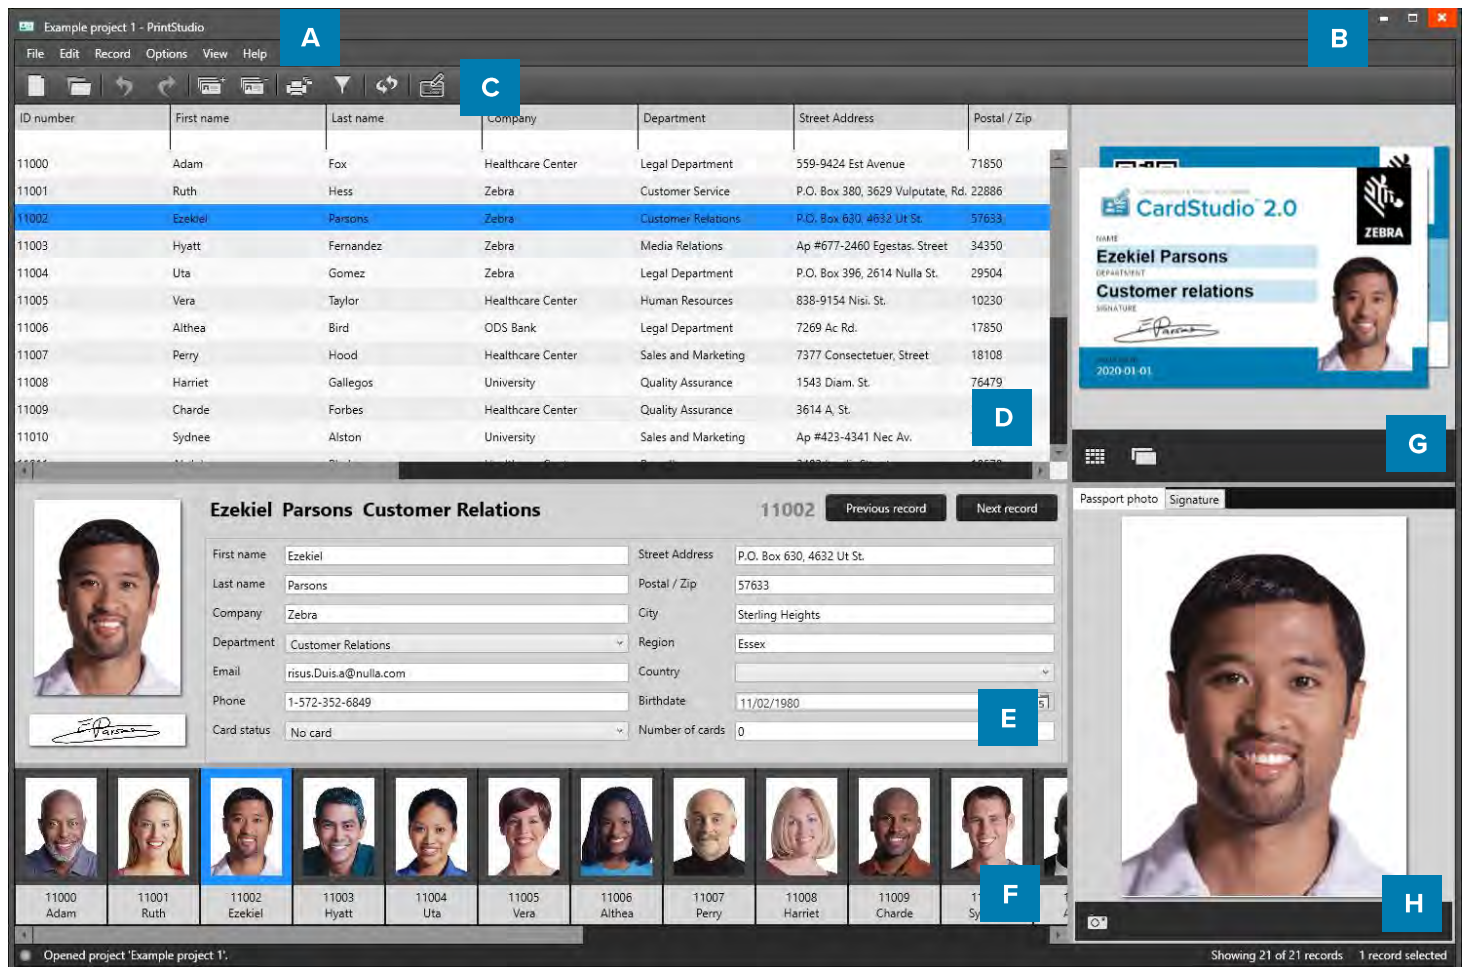 Example project 1 - PrintStudio
A
B
File Edit Record Options View Help
C
ID number First name Last name Company Department Street Address Postal / Zip
11000 Adam Fox Healthcare Center Legal Department 559-9424 Est Avenue 71850
11001 Ruth Hess Zebra Customer Service P.O. Box 380, 3629 Vulputate, Rd. 22886
11002 Ezekiel Parsons Zebra Customer Relations P.O. Box 630, 4632 Ut St. 57633
11003 Hyatt Fernandez Zebra Media Relations Ap #677-2460 Egestas. Street 34350
11004 Uta Gomez Zebra Legal Department P.O. Box 396, 2614 Nulla St. 29504
11005 Vera Taylor Healthcare Center Human Resources 838-9154 Nisi. St. 10230
11006 Althea Bird ODS Bank Legal Department 7269 Ac Rd. 17850
11007 Perry Hood Healthcare Center Sales and Marketing 7377 Consectetuer, Street 18108
11008 Harriet Gallegos University Quality Assurance 1543 Diam. St. 76479
11009 Charde Forbes Healthcare Center Quality Assurance 3614 A, St.
11010 Sydnee Alston University Sales and Marketing Ap #423-4341 Nec Av.
D
CardStudio 2.0
ZEBRA
NAME
Ezekiel Parsons
DEPARTMENT
Customer relations
SIGNATURE
E Parsons
2020-01-01
G
Ezekiel Parsons Customer Relations 11002 Previous record Next record
First name Ezekiel Street Address P.O. Box 630, 4632 Ut St.
Last name Parsons Postal / Zip 57633
Company Zebra City Sterling Heights
Department Customer Relations Region Essex
Email risus.Duis.a@nulla.com Country
Phone 1-572-352-6849 Birthdate 11/02/1980
Card status No card Number of cards 0
E Parsons
E
Passport photo Signature
11000 11001 11002 11003 11004 11005 11006 11007 11008 11009
Adam Ruth Ezekiel Hyatt Uta Vera Althea Perry Harriet Charde
F
H
Opened project 'Example project 1'.
Showing 21 of 21 records 1 record selected